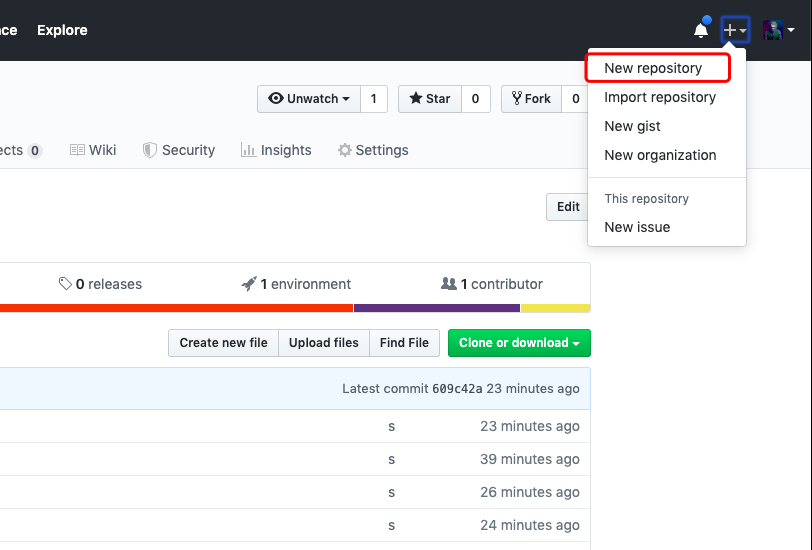 ce Explore
New repository
Import repository
New gist
New organization
This repository
New issue
Unwatch 1 Star 0 Fork 0
ects 0 Wiki Security Insights Settings
Edit
0 releases 1 environment 1 contributor
Create new file Upload files Find File Clone or download
Latest commit 609c42a 23 minutes ago
s 23 minutes ago
s 39 minutes ago
s 26 minutes ago
s 24 minutes ago